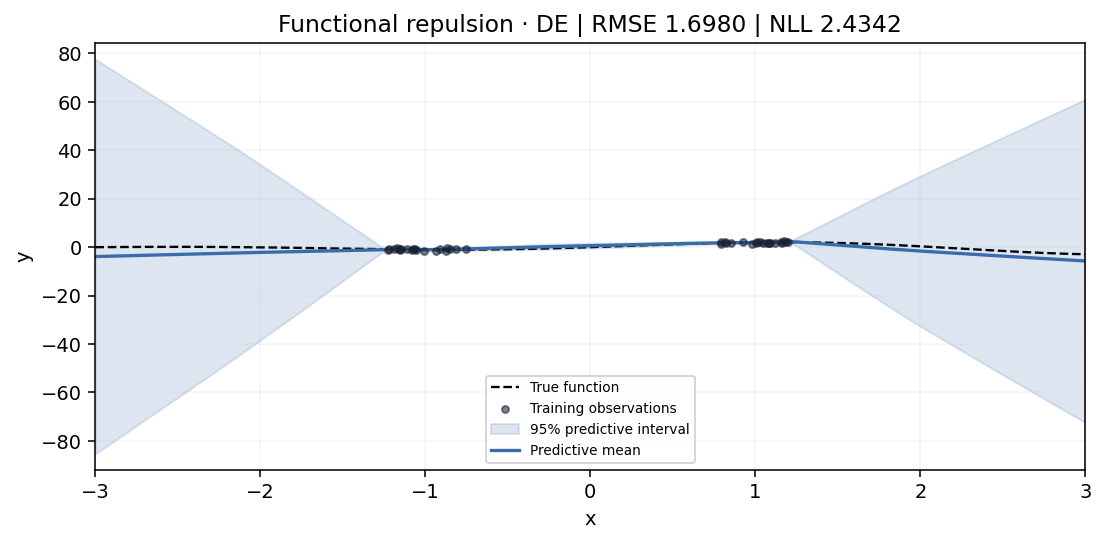 Functional repulsion · DE | RMSE 1.6980 | NLL 2.4342
80
60
40
20
0
−20
−40
−60
−80
y
True function
Training observations
95% predictive interval
Predictive mean
−3 −2 −1 0 1 2 3
x